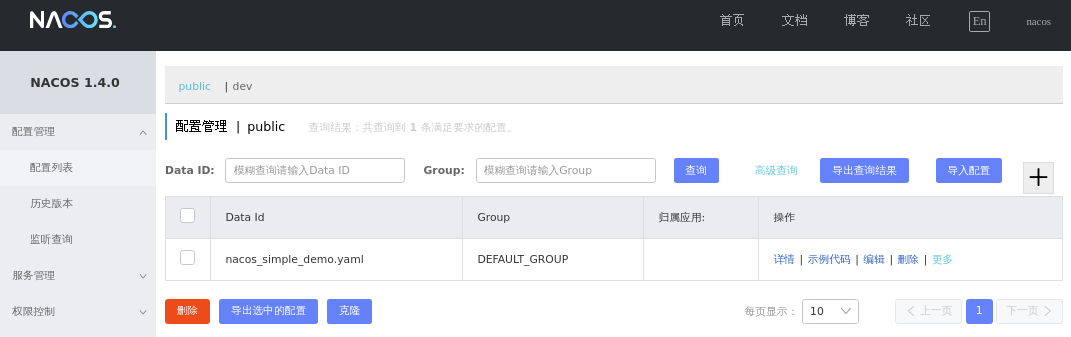 NACOS. 首页 文档 博客 社区 En nacos
NACOS 1.4.0
配置管理
配置列表
历史版本
监听查询
服务管理
权限控制
public | dev
配置管理 | public 查询结果：共查询到 1 条满足要求的配置。
Data ID: 模糊查询请输入Data ID Group: 模糊查询请输入Group 查询 高级查询 导出查询结果 导入配置
Data Id Group 归属应用: 操作
nacos_simple_demo.yaml DEFAULT_GROUP 详情 | 示例代码 | 编辑 | 删除 | 更多
删除 导出选中的配置 克隆 每页显示： 10 上一页 1 下一页